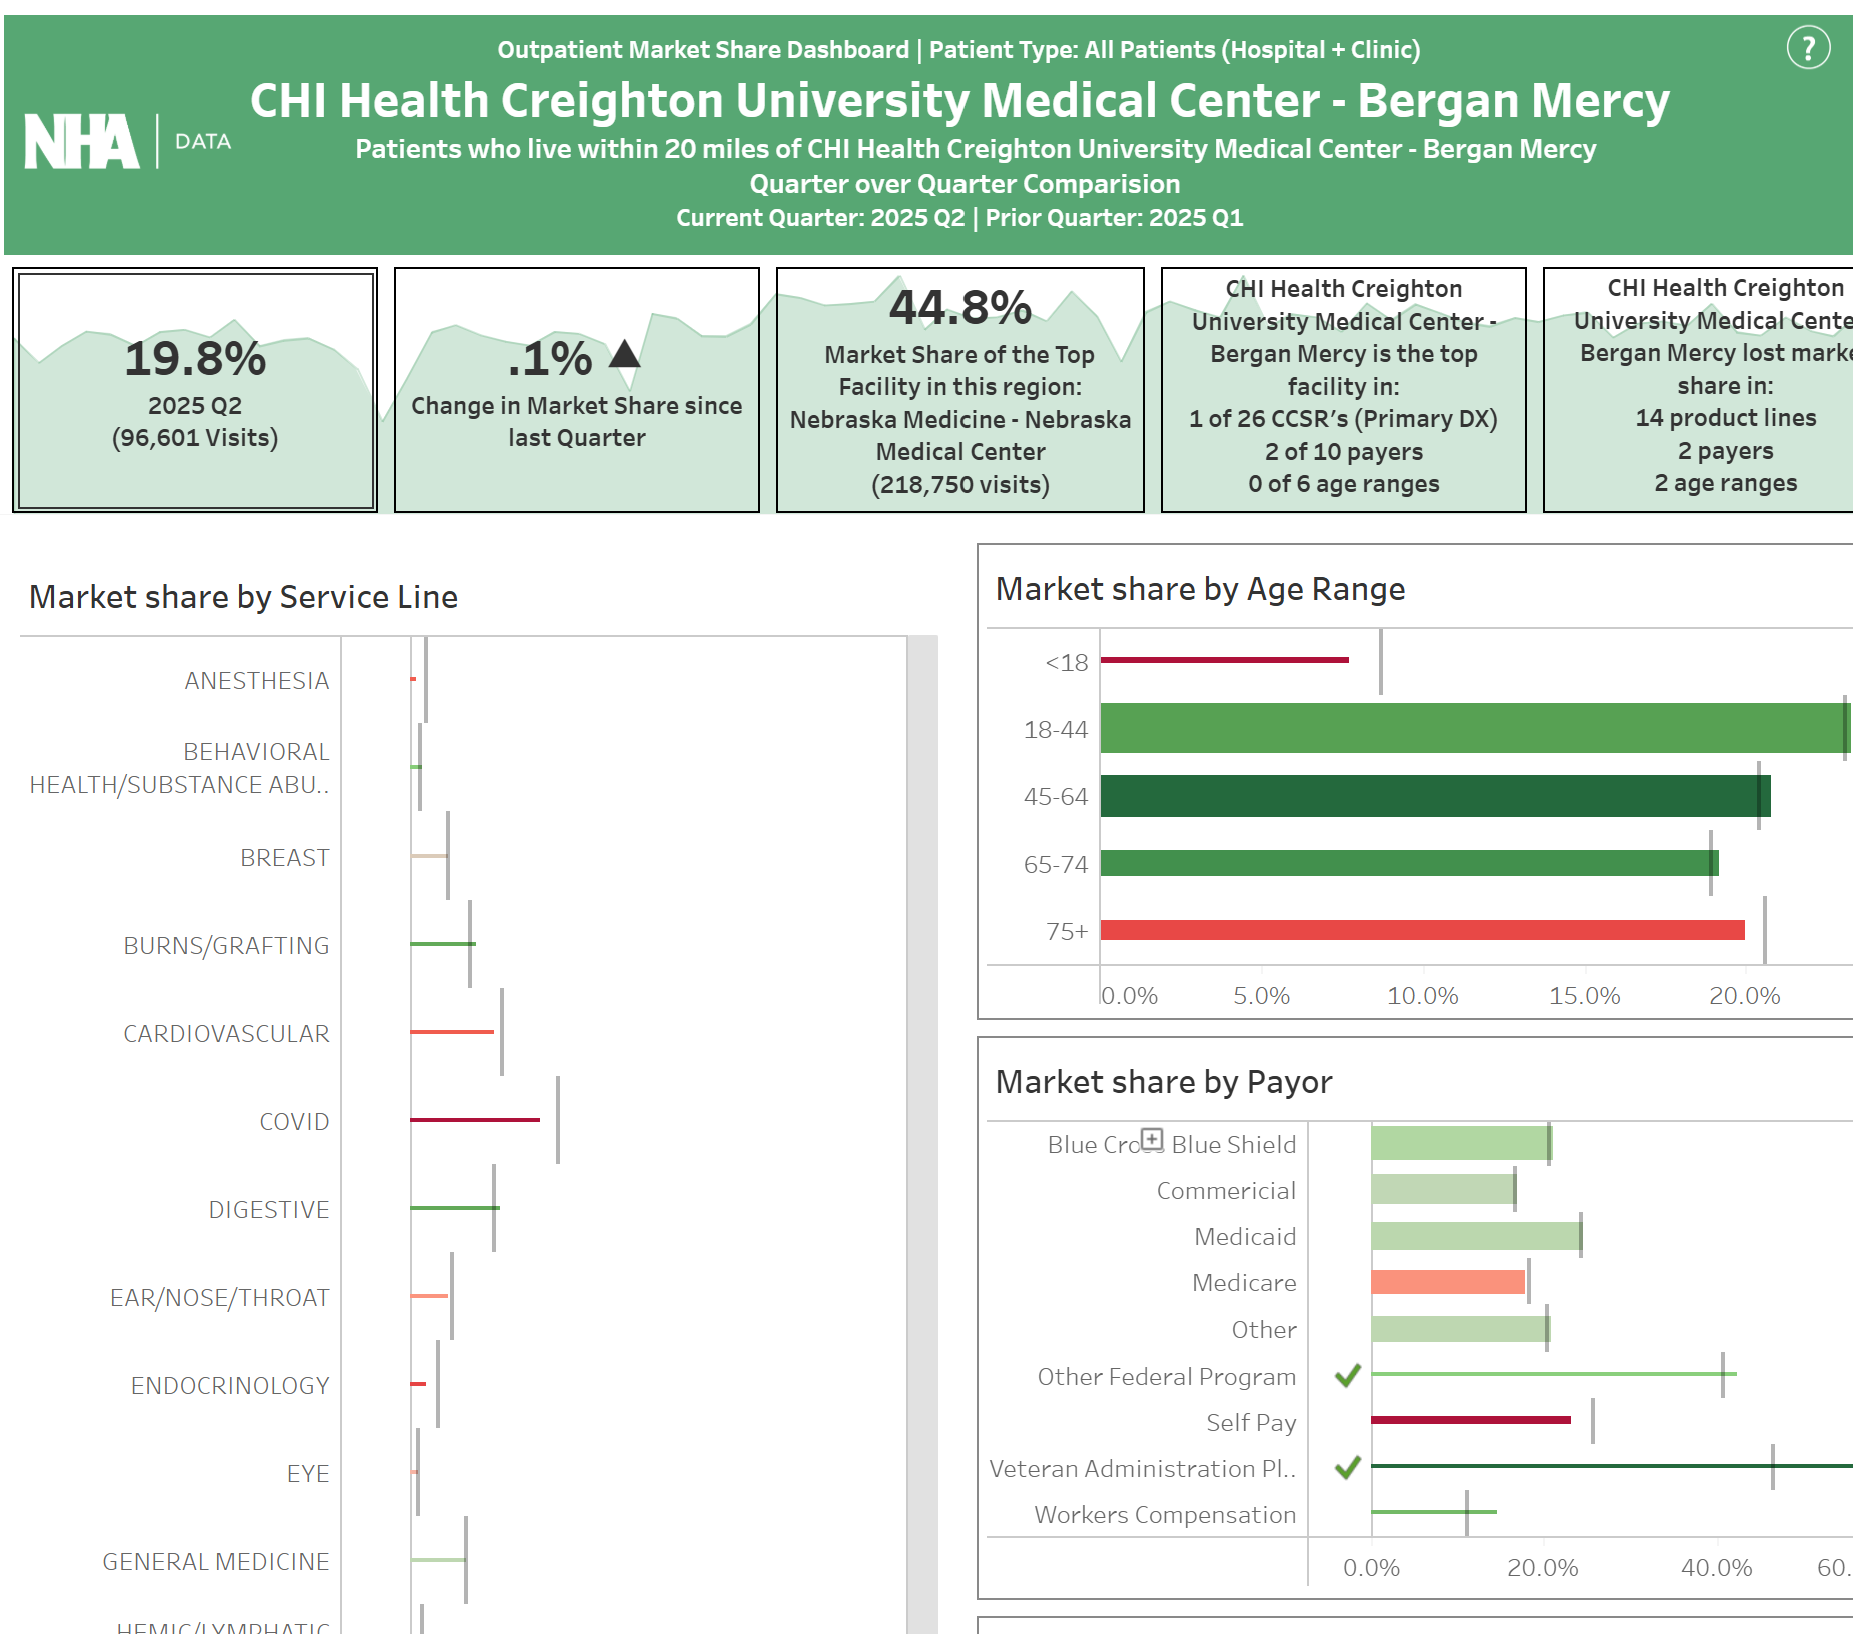 Outpatient Market Share Dashboard | Patient Type: All Patients (Hospital + Clinic)
?
CHI Health Creighton University Medical Center - Bergan Mercy
NHA | DATA
Patients who live within 20 miles of CHI Health Creighton University Medical Center - Bergan Mercy
Quarter over Quarter Comparision
Current Quarter: 2025 Q2 | Prior Quarter: 2025 Q1
19.8%
2025 Q2
(96,601 Visits)
.1% ▲
Change in Market Share since
last Quarter
44.8%
Market Share of the Top
Facility in this region:
Nebraska Medicine - Nebraska
Medical Center
(218,750 visits)
CHI Health Creighton
University Medical Center -
Bergan Mercy is the top
facility in:
1 of 26 CCSR's (Primary DX)
2 of 10 payers
0 of 6 age ranges
CHI Health Creighton
University Medical Cente
Bergan Mercy lost marke
share in:
14 product lines
2 payers
2 age ranges
Market share by Service Line
ANESTHESIA
BEHAVIORAL
HEALTH/SUBSTANCE ABU..
BREAST
BURNS/GRAFTING
CARDIOVASCULAR
COVID
DIGESTIVE
EAR/NOSE/THROAT
ENDOCRINOLOGY
EYE
GENERAL MEDICINE
HEMIC/LYMPHATIC
Market share by Age Range
<18
18-44
45-64
65-74
75+
0.0% 5.0% 10.0% 15.0% 20.0%
Market share by Payor
Blue Cross Blue Shield
Commericial
Medicaid
Medicare
Other
Other Federal Program
Self Pay
Veteran Administration Pl..
Workers Compensation
0.0% 20.0% 40.0% 60.